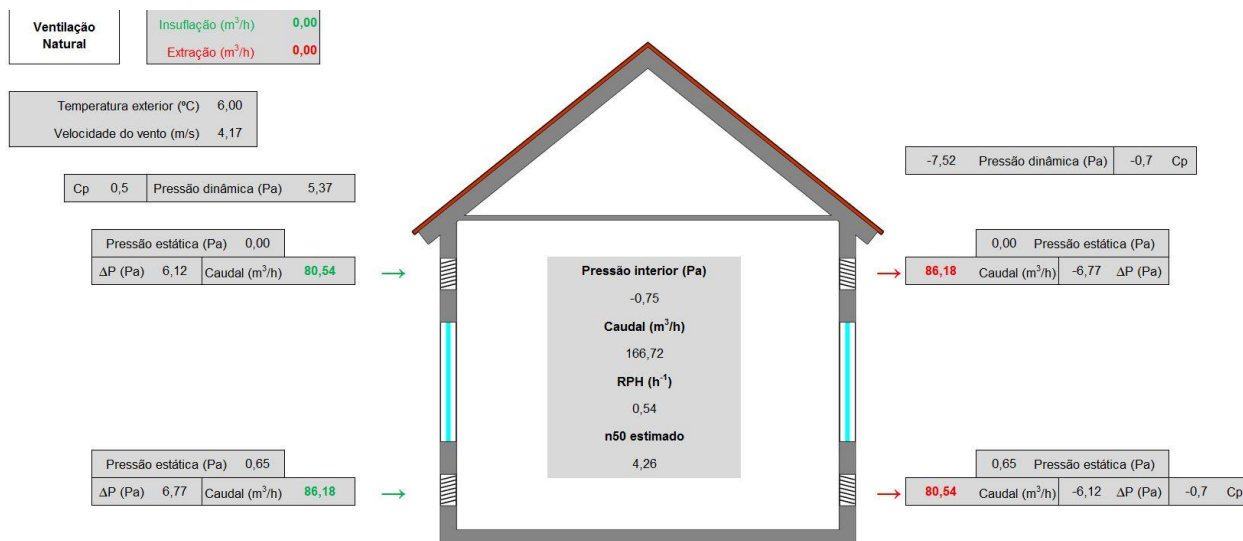 Ventilação
Natural
Insuflação (m³/h) 0,00
Extração (m³/h) 0,00
Temperatura exterior (ºC) 6,00
Velocidade do vento (m/s) 4,17
-7,52 Pressão dinâmica (Pa) -0,7 Cp
Cp 0,5 Pressão dinâmica (Pa) 5,37
Pressão estática (Pa) 0,00
ΔP (Pa) 6,12 Caudal (m³/h) 80,54
0,00 Pressão estática (Pa)
86,18 Caudal (m³/h) -6,77 ΔP (Pa)
Pressão interior (Pa)
-0,75
Caudal (m³/h)
166,72
RPH (h⁻¹)
0,54
n50 estimado
4,26
Pressão estática (Pa) 0,65
ΔP (Pa) 6,77 Caudal (m³/h) 86,18
0,65 Pressão estática (Pa)
80,54 Caudal (m³/h) -6,12 ΔP (Pa) -0,7 Cp